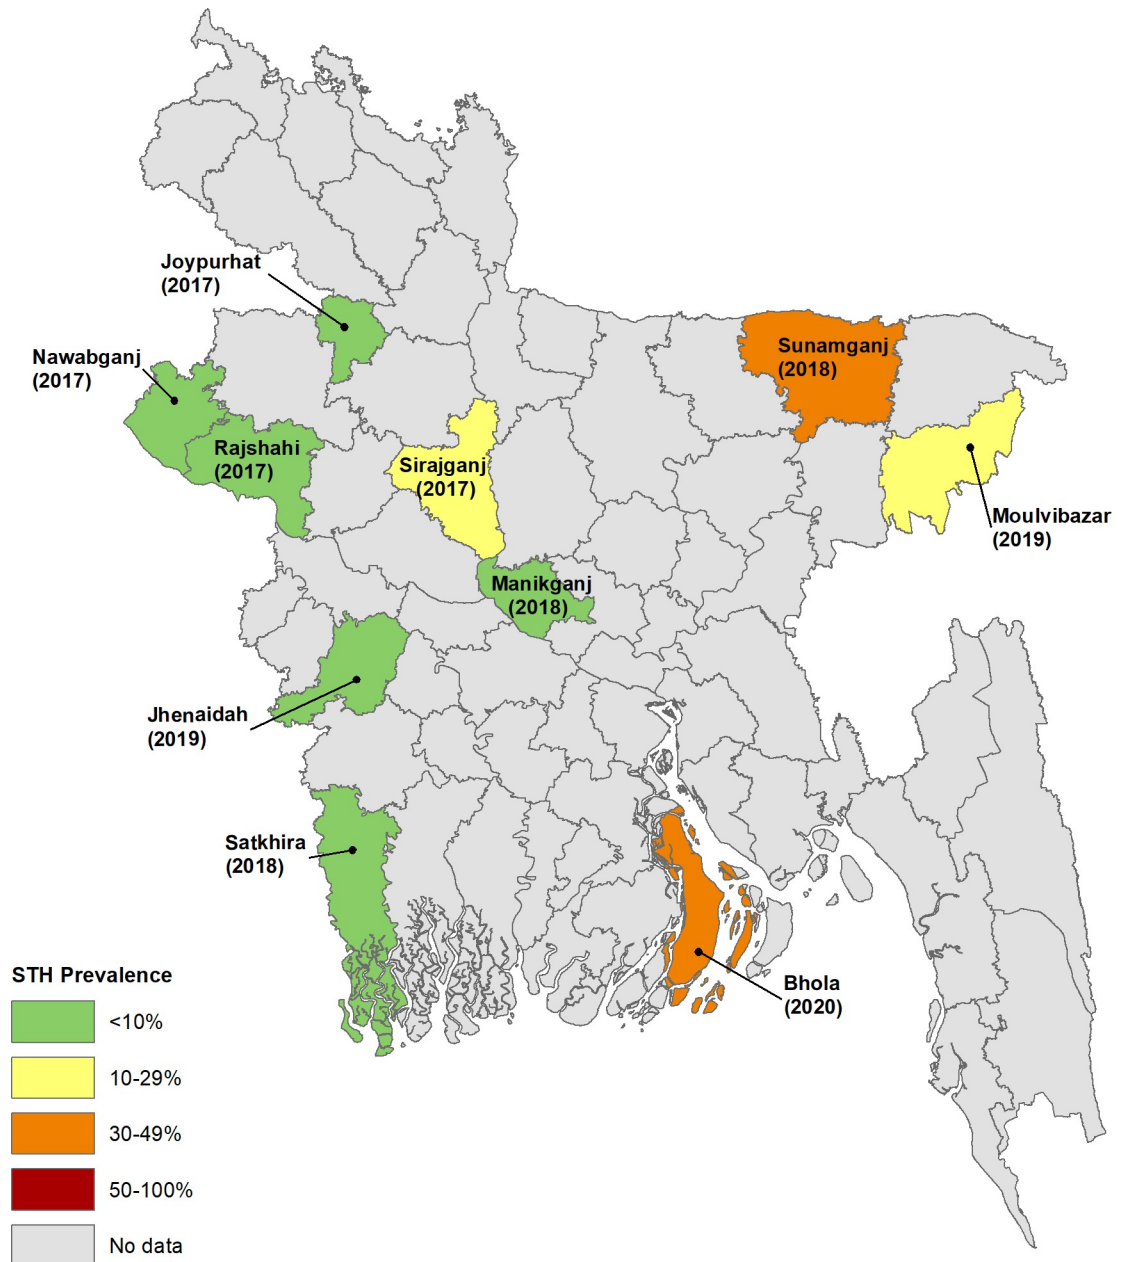 Joypurhat
(2017)
Nawabganj
(2017)
Sunamganj
(2018)
Rajshahi
(2017)
Sirajganj
(2017)
Moulvibazar
(2019)
Manikganj
(2018)
Jhenaidah
(2019)
Satkhira
(2018)
Bhola
(2020)
STH Prevalence
<10%
10-29%
30-49%
50-100%
No data